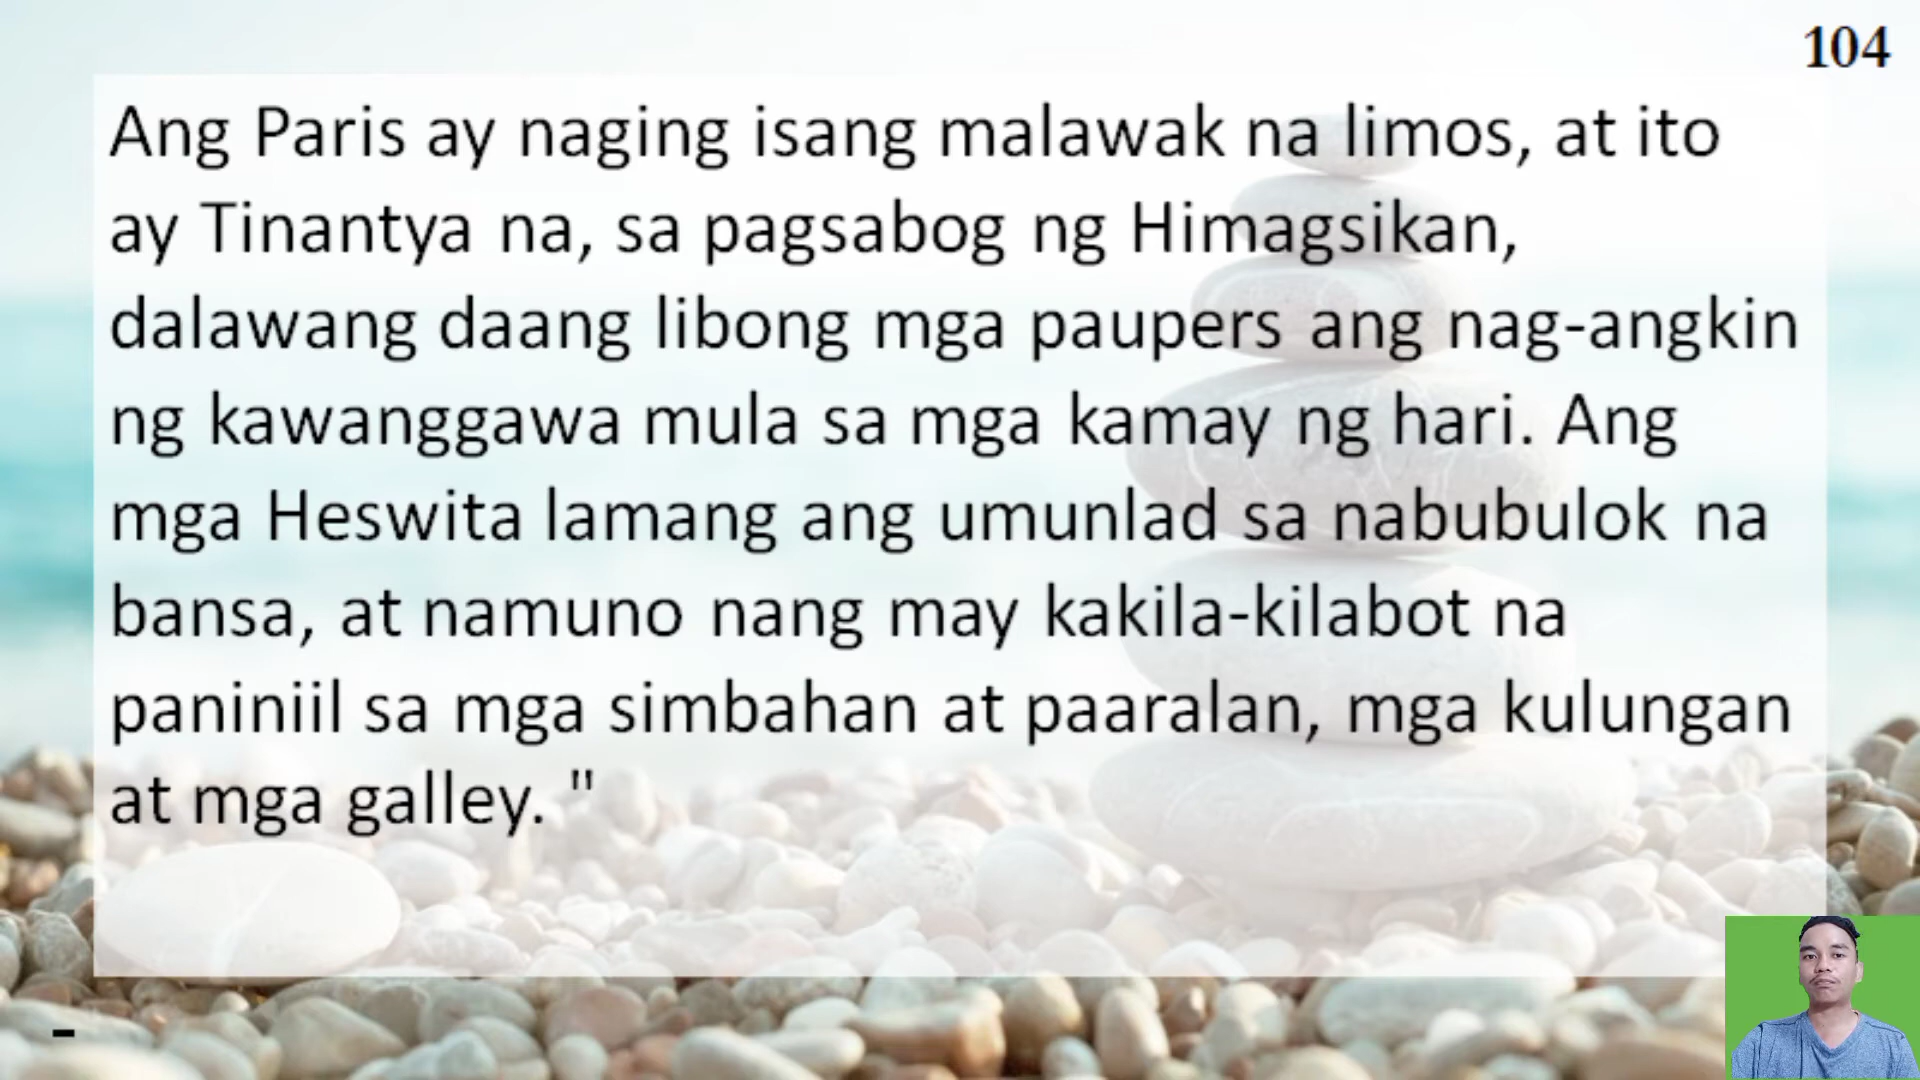 104
Ang Paris ay naging isang malawak na limos, at ito
ay Tinantya na, sa pagsabog ng Himagsikan,
dalawang daang libong mga paupers ang nag-angkin
ng kawanggawa mula sa mga kamay ng hari. Ang
mga Heswita lamang ang umunlad sa nabubulok na
bansa, at namuno nang may kakila-kilabot na
paniniil sa mga simbahan at paaralan, mga kulungan
at mga galley. "
-